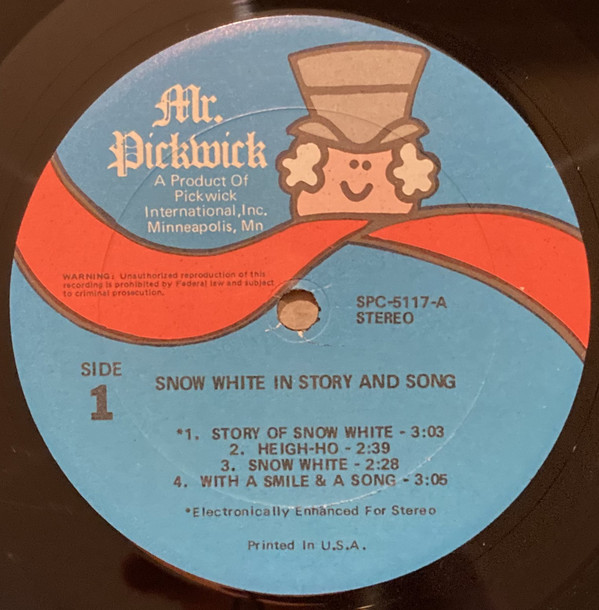 Mr.
Pickwick
A Product Of
Pickwick
International, Inc.
Minneapolis, Mn
WARNING: Unauthorized reproduction of this
recording is prohibited by Federal law and subject
to criminal prosecution.
SPC-5117-A
STEREO
SIDE
1
SNOW WHITE IN STORY AND SONG
*1. STORY OF SNOW WHITE - 3:03
2. HEIGH-HO - 2:39
3. SNOW WHITE - 2:28
4. WITH A SMILE & A SONG - 3:05
*Electronically Enhanced For Stereo
Printed In U.S.A.